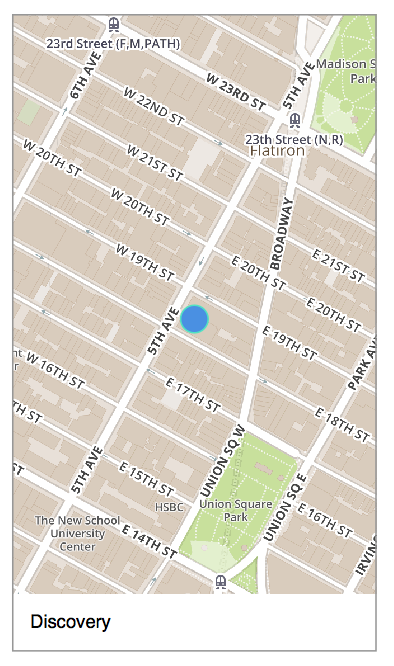 23rd Street (F,M,PATH)
6TH AVE
W 23RD ST
5TH AVE
Madison S
Park
W 22ND ST
23th Street (N,R)
Flatiron
W 21ST ST
W 20TH ST
W 20TH ST
BROADWAY
W 19TH ST
E 20TH ST
E 21ST ST
E 20TH ST
5TH AVE
E 19TH ST
nt
r
W 16TH ST
PARK AV
E 17TH ST
TH ST
E 18TH ST
UNION SQ W
5TH AVE
E 15TH ST
ST
HSBC
Union Square
Park
UNION SQ E
E 16TH ST
The New School
University
Center
E 14TH ST
IRVING
Discovery